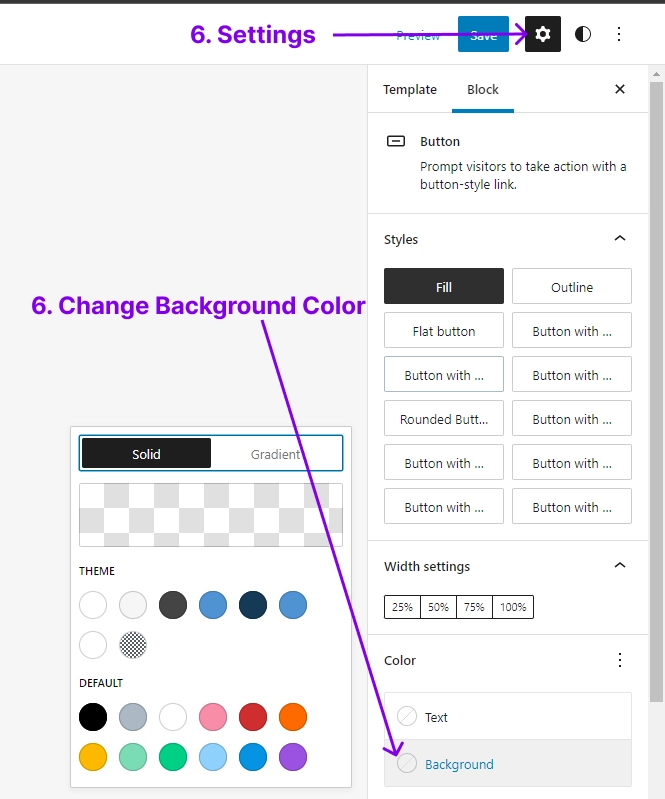 6. Settings
Preview
Save
Template
Block
Button
Prompt visitors to take action with a
button-style link.
Styles
Fill
Outline
Flat button
Button with ...
Button with ...
Button with ...
Rounded Butt...
Button with ...
Button with ...
Button with ...
Button with ...
Button with ...
6. Change Background Color
Width settings
25%
50%
75%
100%
Color
Text
Background
Solid
Gradient
THEME
DEFAULT